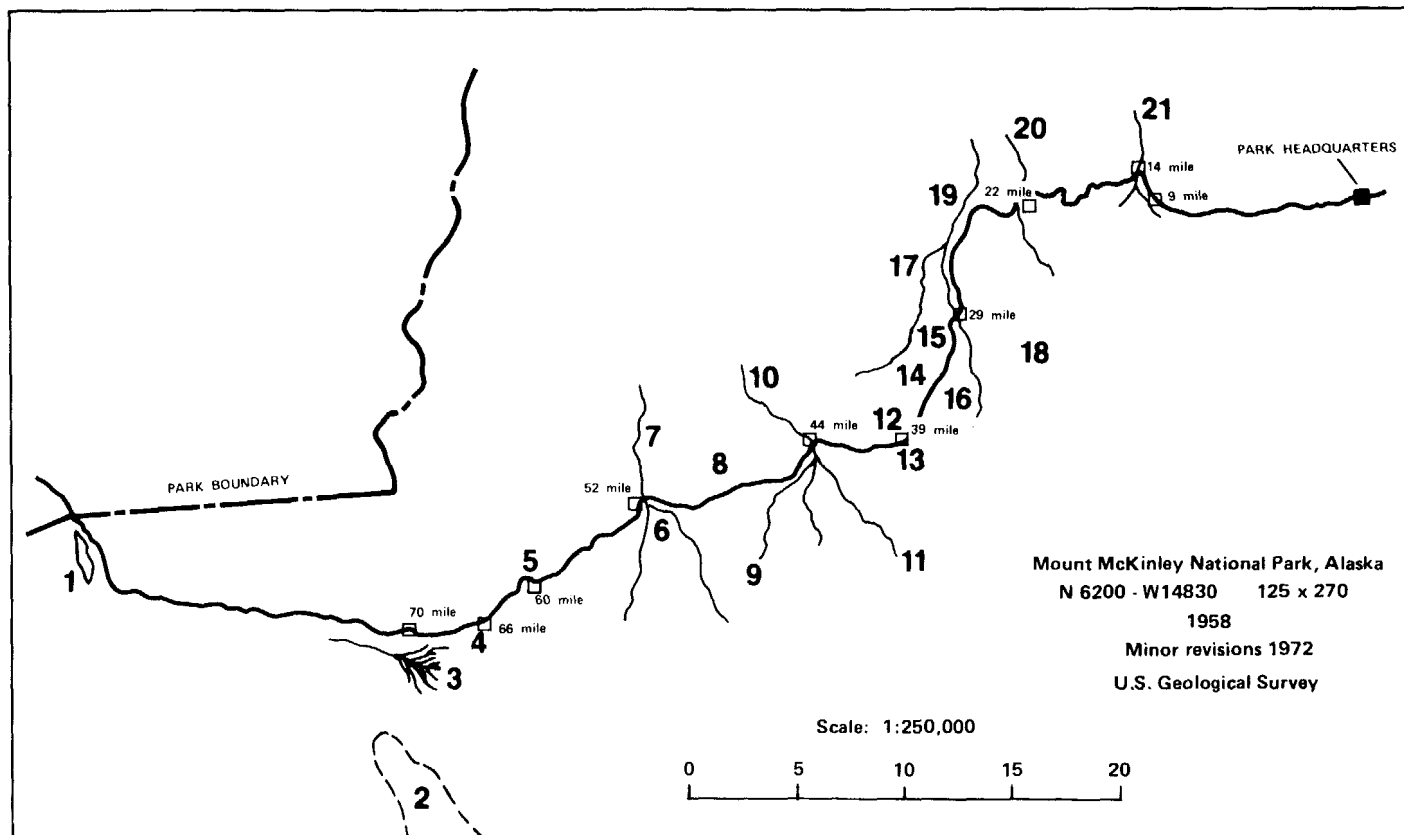 21
20
PARK HEADQUARTERS
14 mile
19
22 mile
9 mile
17
29 mile
15
18
14
10
16
12
44 mile
39 mile
7
13
8
PARK BOUNDARY
52 mile
6
11
9
5
1
60 mile
70 mile
66 mile
4
3
2
Mount McKinley National Park, Alaska
N 6200 - W14830 125 x 270
1958
Minor revisions 1972
U.S. Geological Survey
Scale: 1:250,000
0 5 10 15 20